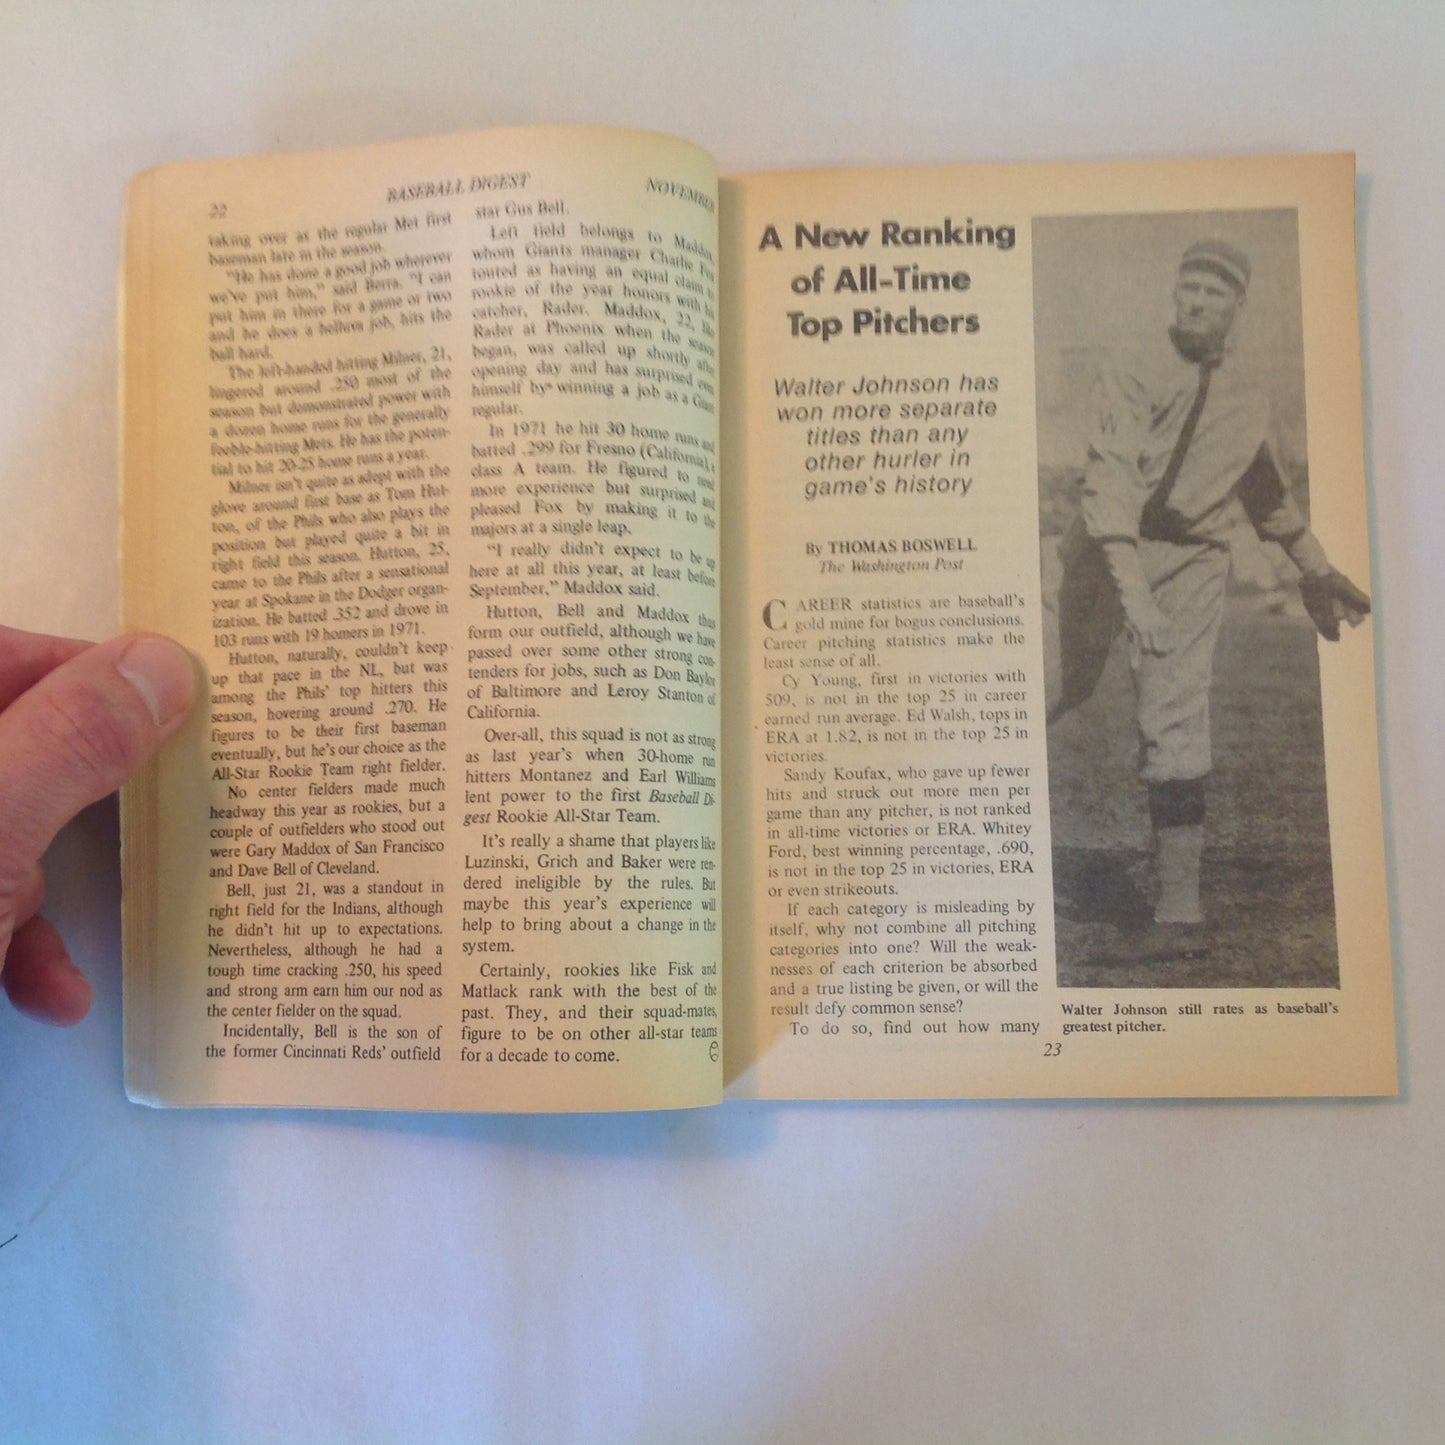 22
BASEBALL DIGEST
NOVEMBER
taking over as the regular Met first
baseman late in the season.
"He has done a good job wherever
we've put him," said Berra. "I can
put him in there for a game or two
and he does a helluva job, hits the
ball hard.
The left-handed hitting Milner, 21,
lingered around .250 most of the
season but demonstrated power with
a dozen home runs for the generally
feeble-hitting Mets. He has the poten-
tial to hit 20-25 home runs a year.
Milner isn't quite as adept with the
glove around first base as Tom Hut-
ton, of the Phils who also plays the
position but played quite a bit in
right field this season. Hutton, 25,
came to the Phils after a sensational
year at Spokane in the Dodger organ-
ization. He batted .352 and drove in
103 runs with 19 homers in 1971.
Hutton, naturally, couldn't keep
up that pace in the NL, but was
among the Phils' top hitters this
season, hovering around .270. He
figures to be their first baseman
eventually, but he's our choice as the
All-Star Rookie Team right fielder.
No center fielders made much
headway this year as rookies, but a
couple of outfielders who stood out
were Gary Maddox of San Francisco
and Dave Bell of Cleveland.
Bell, just 21, was a standout in
right field for the Indians, although
he didn't hit up to expectations.
Nevertheless, although he had a
tough time cracking .250, his speed
and strong arm earn him our nod as
the center fielder on the squad.
Incidentally, Bell is the son of
the former Cincinnati Reds' outfield
star Gus Bell.
Left field belongs to Maddox,
whom Giants manager Charlie Fox
touted as having an equal claim to
rookie of the year honors with his
catcher, Rader. Maddox, 22, like
Rader at Phoenix when the season
began, was called up shortly after
opening day and has surprised even
himself by winning a job as a Giant
regular.
In 1971 he hit 30 home runs and
batted .299 for Fresno (California), a
class A team. He figured to need
more experience but surprised and
pleased Fox by making it to the
majors at a single leap.
"I really didn't expect to be up
here at all this year, at least before
September," Maddox said.
Hutton, Bell and Maddox thus
form our outfield, although we have
passed over some other strong con-
tenders for jobs, such as Don Baylor
of Baltimore and Leroy Stanton of
California.
Over-all, this squad is not as strong
as last year's when 30-home run
hitters Montanez and Earl Williams
lent power to the first Baseball Di-
gest Rookie All-Star Team.
It's really a shame that players like
Luzinski, Grich and Baker were ren-
dered ineligible by the rules. But
maybe this year's experience will
help to bring about a change in the
system.
Certainly, rookies like Fisk and
Matlack rank with the best of the
past. They, and their squad-mates,
figure to be on other all-star teams
for a decade to come.
A New Ranking
of All-Time
Top Pitchers
Walter Johnson has
won more separate
titles than any
other hurler in
game's history
By THOMAS BOSWELL
The Washington Post
CAREER statistics are baseball's
gold mine for bogus conclusions.
Career pitching statistics make the
least sense of all.
Cy Young, first in victories with
509, is not in the top 25 in career
earned run average. Ed Walsh, tops in
ERA at 1.82, is not in the top 25 in
victories.
Sandy Koufax, who gave up fewer
hits and struck out more men per
game than any pitcher, is not ranked
in all-time victories or ERA. Whitey
Ford, best winning percentage, .690,
is not in the top 25 in victories, ERA
or even strikeouts.
If each category is misleading by
itself, why not combine all pitching
categories into one? Will the weak-
nesses of each criterion be absorbed
and a true listing be given, or will the
result defy common sense?
To do so, find out how many
Walter Johnson still rates as baseball's
greatest pitcher.
23